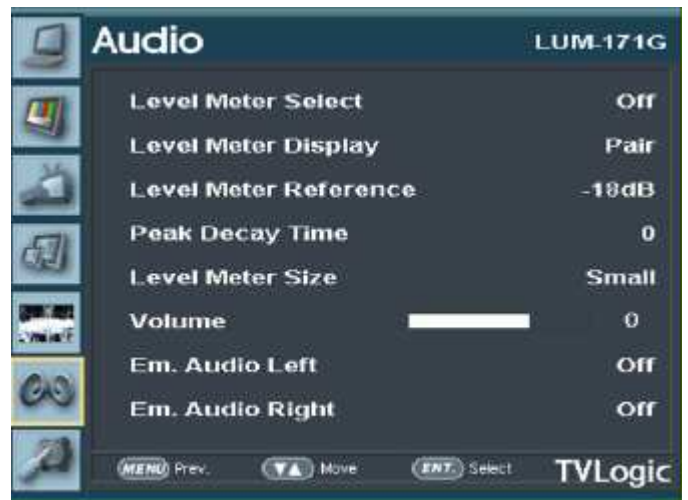 Audio LUM-171G
Level Meter Select Off
Level Meter Display Pair
Level Meter Reference -18dB
Peak Decay Time 0
Level Meter Size Small
Volume 0
Em. Audio Left Off
Em. Audio Right Off
MENU Prev. ▼▲ Move ENT. Select TVLogic